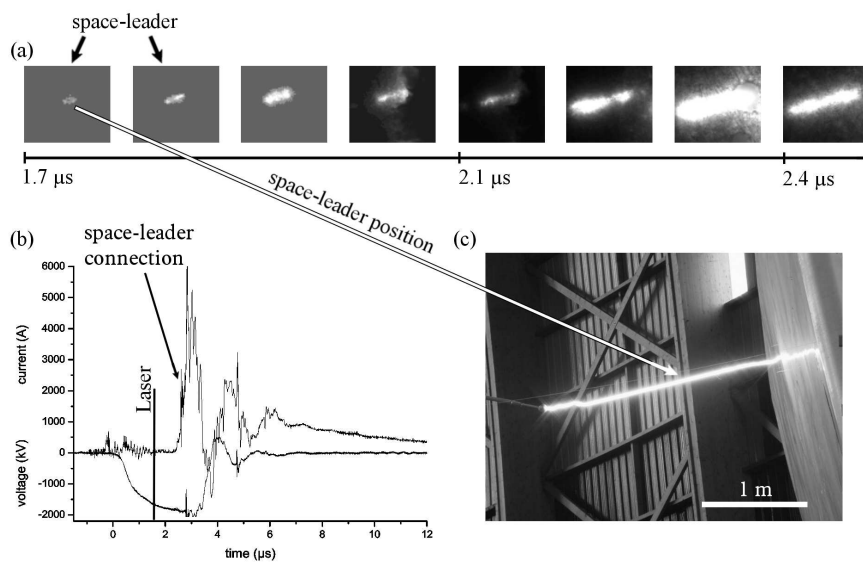 space-leader
(a)
1.7 μs
2.1 μs
2.4 μs
space-leader position
(b)
space-leader
connection
(c)
6000
5000
4000
3000
2000
1000
0
0
-1000
-2000
current (A)
voltage (kV)
Laser
0
2
4
6
8
10
12
time (μs)
1 m